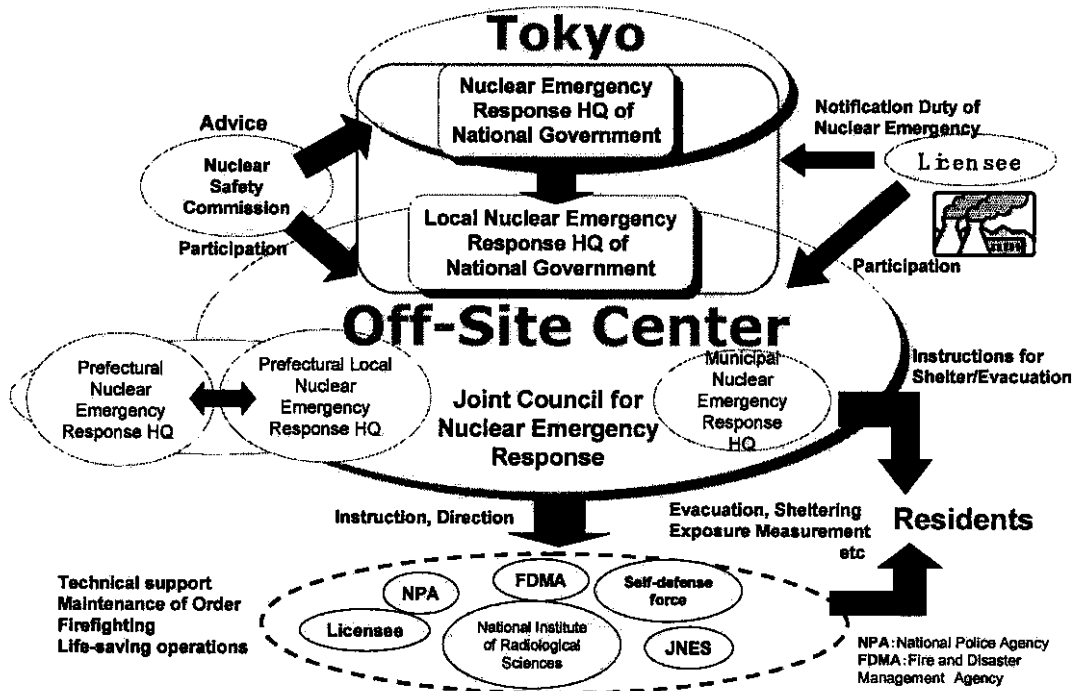 Tokyo
Nuclear Emergency
Response HQ of
National Government
Advice
Nuclear
Safety
Commission
Participation
Notification Duty of
Nuclear Emergency
Licensee
Participation
Local Nuclear Emergency
Response HQ of
National Government
Off-Site Center
Prefectural
Nuclear
Emergency
Response HQ
Prefectural Local
Nuclear
Emergency
Response HQ
Joint Council for
Nuclear Emergency
Response
Municipal
Nuclear
Emergency
Response
HQ
Instructions for
Shelter/Evacuation
Instruction, Direction
Evacuation, Sheltering
Exposure Measurement
etc
Residents
Technical support
Maintenance of Order
Firefighting
Life-saving operations
NPA
FDMA
Self-defense
force
Licensee
National Institute
of Radiological
Sciences
JNES
NPA:National Police Agency
FDMA:Fire and Disaster
Management Agency